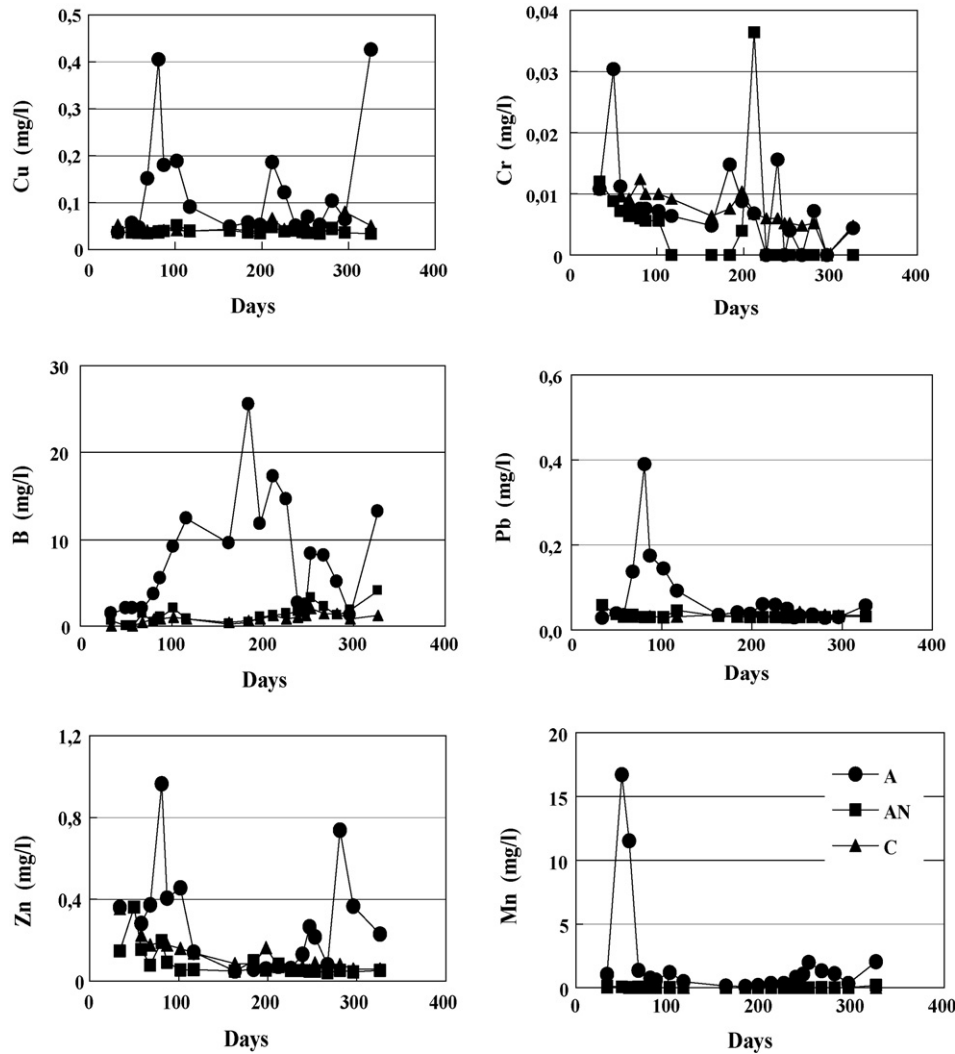 0,5
0,4
0,3
0,2
0,1
0
Cu (mg/l)
0 100 200 300 400
Days
0,04
0,03
0,02
0,01
0
Cr (mg/l)
0 100 200 300 400
Days
30
20
10
0
B (mg/l)
0 100 200 300 400
Days
0,6
0,4
0,2
0,0
Pb (mg/l)
0 100 200 300 400
Days
1,2
0,8
0,4
0
Zn (mg/l)
0 100 200 300 400
Days
20
15
10
5
0
Mn (mg/l)
A
AN
C
0 100 200 300 400
Days